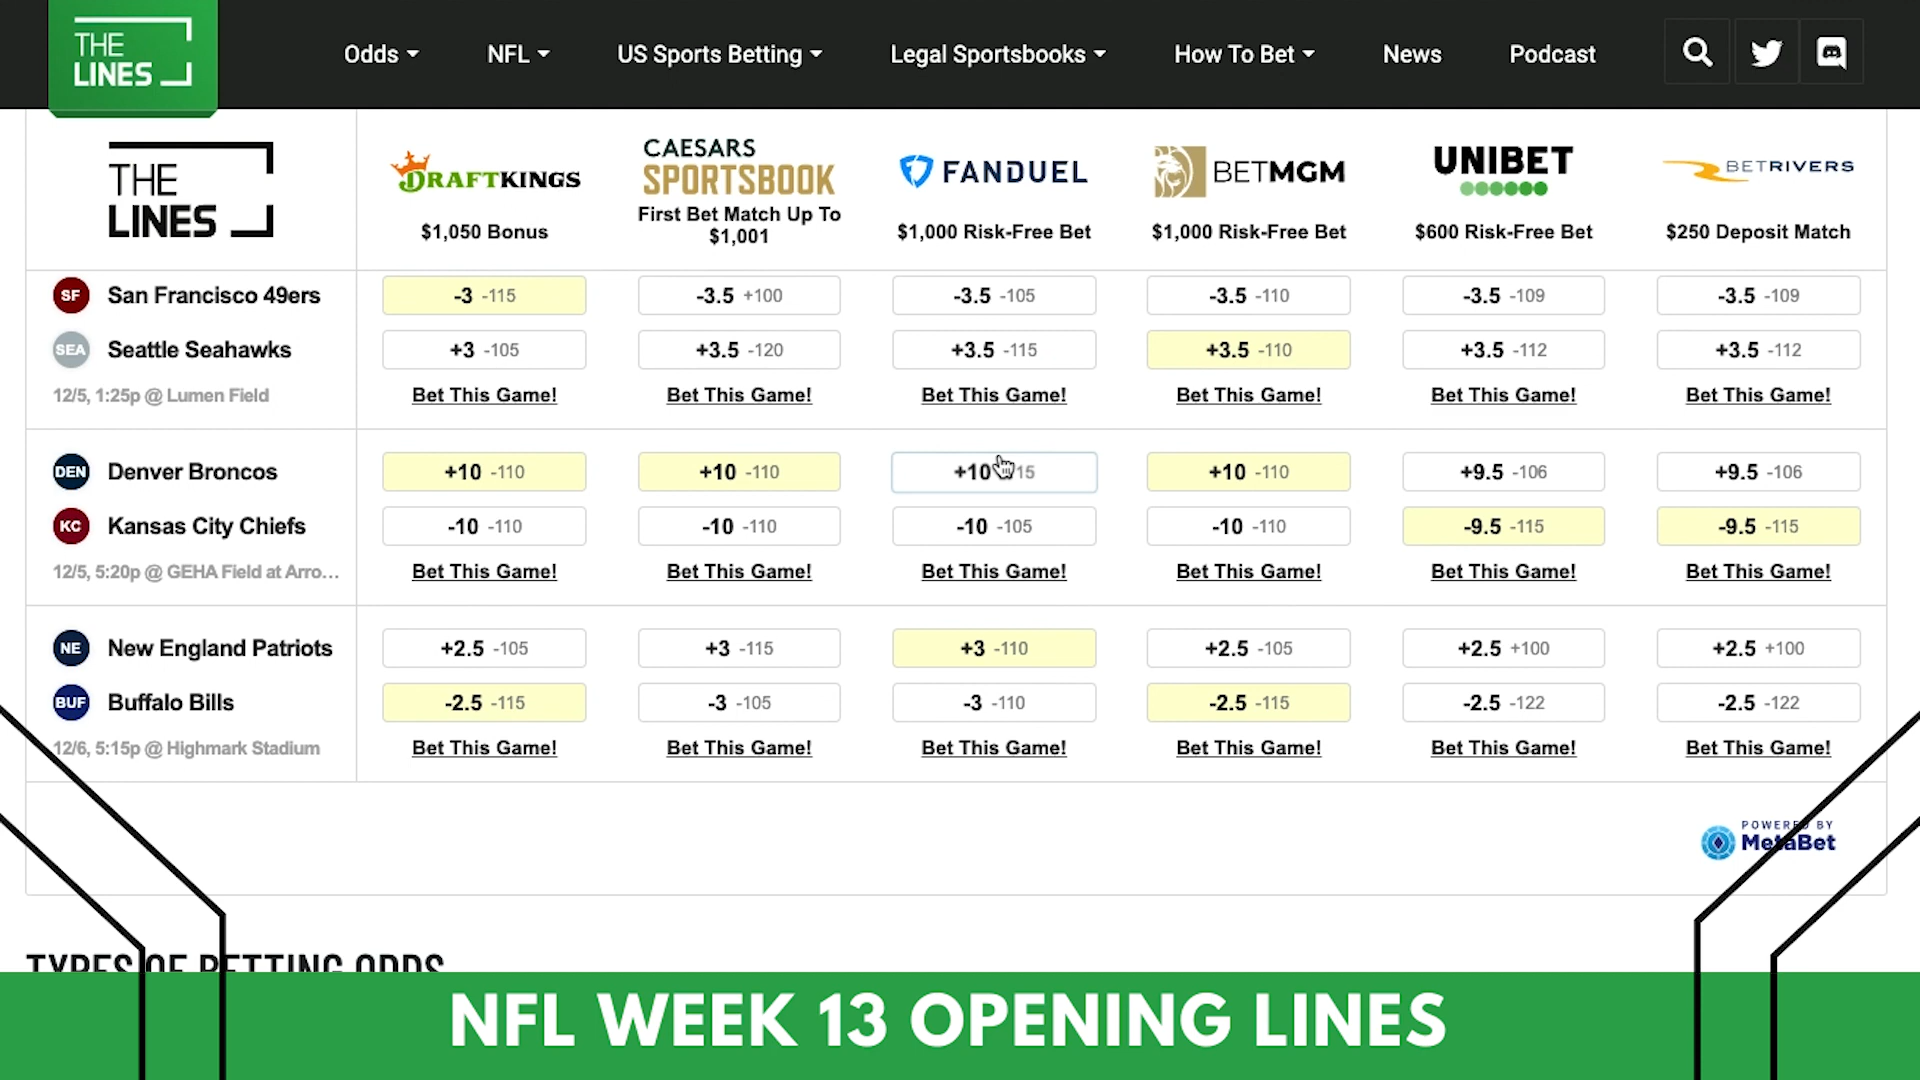 THE LINES
Odds NFL US Sports Betting Legal Sportsbooks How To Bet News Podcast
THE LINES
DRAFTKINGS
$1,050 Bonus
CAESARS
SPORTSBOOK
First Bet Match Up To
$1,001
FANDUEL
$1,000 Risk-Free Bet
BETMGM
$1,000 Risk-Free Bet
UNIBET
$600 Risk-Free Bet
BETRIVERS
$250 Deposit Match
SF San Francisco 49ers -3 -115 -3.5 +100 -3.5 -105 -3.5 -110 -3.5 -109 -3.5 -109
SEA Seattle Seahawks +3 -105 +3.5 -120 +3.5 -115 +3.5 -110 +3.5 -112 +3.5 -112
12/5, 1:25p @ Lumen Field Bet This Game! Bet This Game! Bet This Game! Bet This Game! Bet This Game! Bet This Game!
DEN Denver Broncos +10 -110 +10 -110 +10 +10 -110 +9.5 -106 +9.5 -106
KC Kansas City Chiefs -10 -110 -10 -110 -10 -105 -10 -110 -9.5 -115 -9.5 -115
12/5, 5:20p @ GEHA Field at Arro... Bet This Game! Bet This Game! Bet This Game! Bet This Game! Bet This Game! Bet This Game!
NE New England Patriots +2.5 -105 +3 -115 +3 -110 +2.5 -105 +2.5 +100 +2.5 +100
BUF Buffalo Bills -2.5 -115 -3 -105 -3 -110 -2.5 -115 -2.5 -122 -2.5 -122
12/6, 5:15p @ Highmark Stadium Bet This Game! Bet This Game! Bet This Game! Bet This Game! Bet This Game! Bet This Game!
POWERED BY
MetaBet
TYPES OF BETTING ODDS
NFL WEEK 13 OPENING LINES